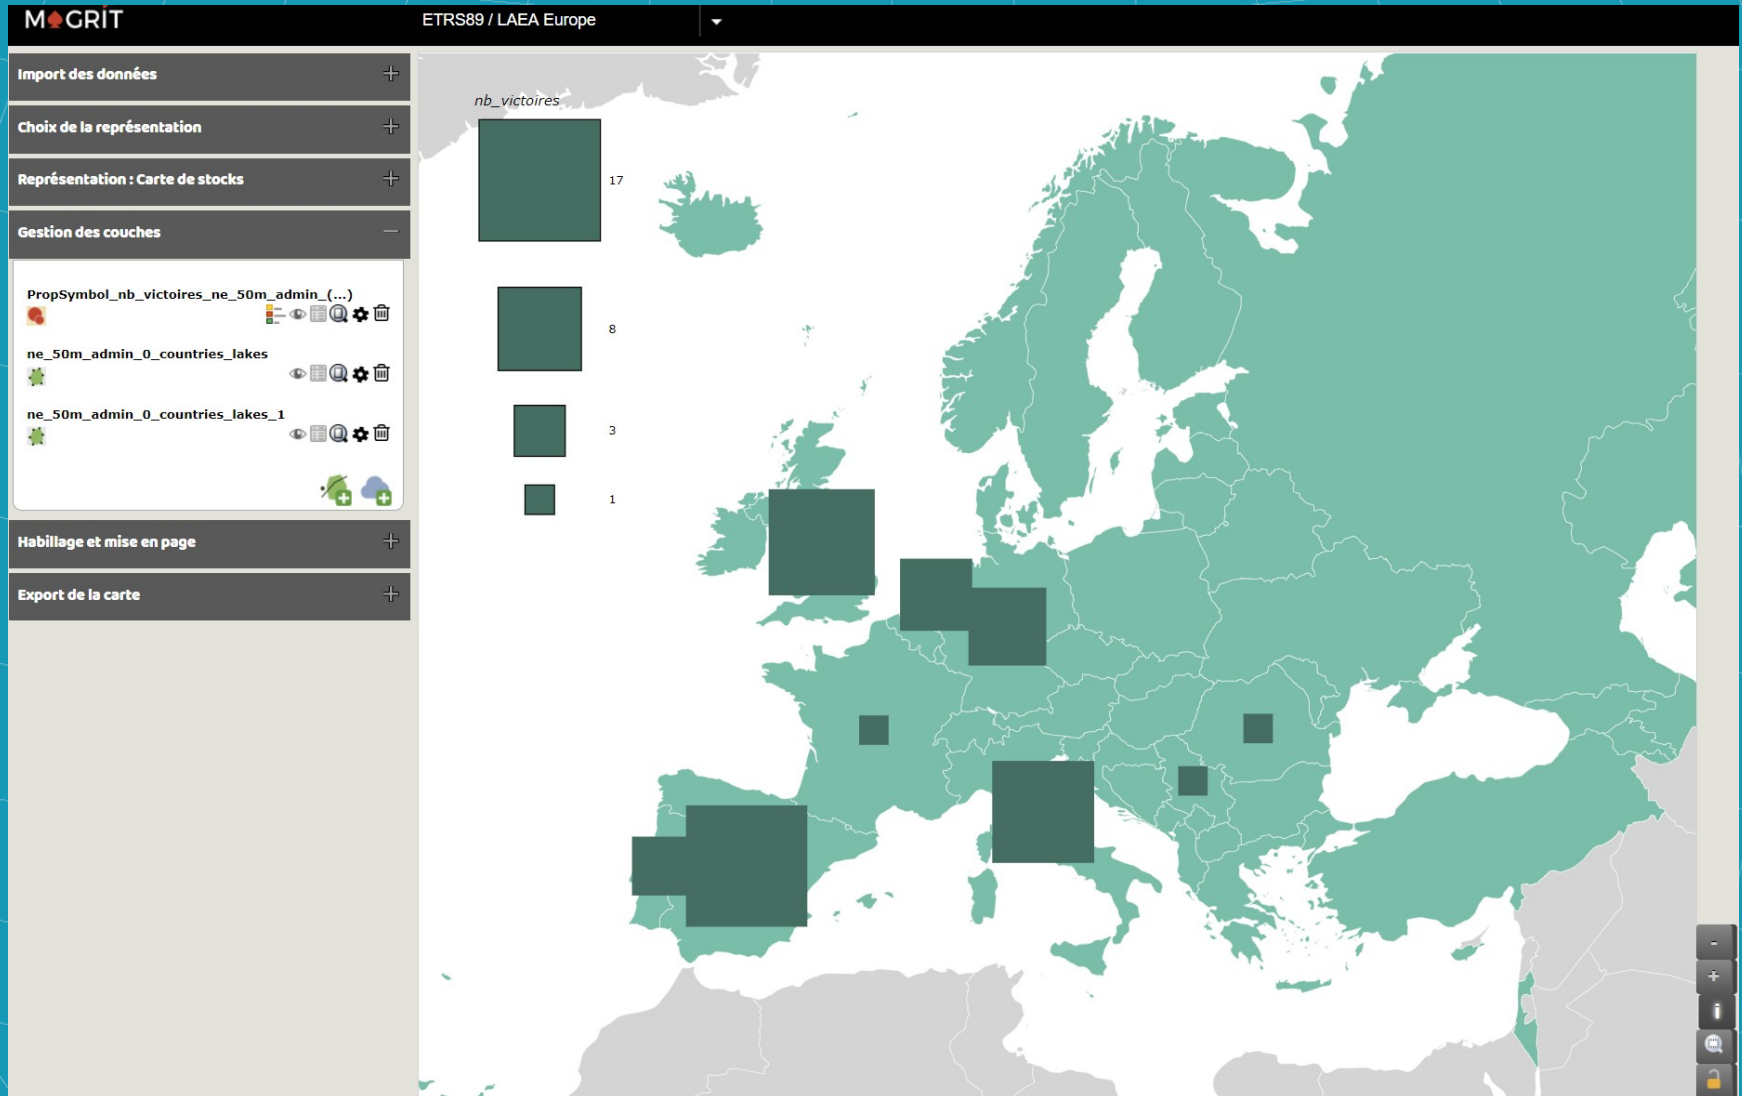 MAGRIT
ETRS89 / LAEA Europe
Import des données
Choix de la représentation
Représentation : Carte de stocks
Gestion des couches
PropSymbol_nb_victoires_ne_50m_admin_(...)
ne_50m_admin_0_countries_lakes
ne_50m_admin_0_countries_lakes_1
Habillage et mise en page
Export de la carte
nb_victoires
17
8
3
1
-
+
i